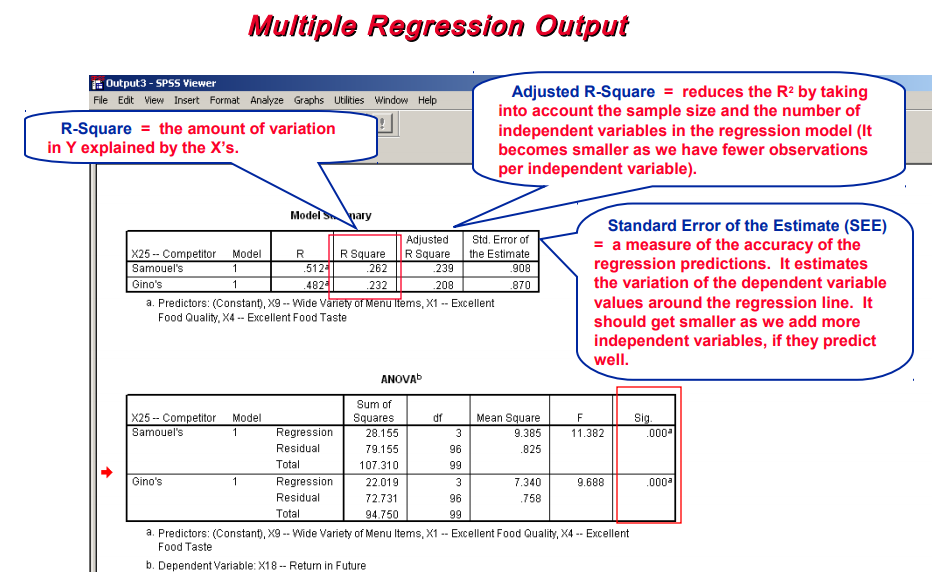 Multiple Regression Output
Output3 - SPSS Viewer
File Edit View Insert Format Analyze Graphs Utilities Window Help
!
R-Square = the amount of variation
in Y explained by the X's.
Adjusted R-Square = reduces the R² by taking
into account the sample size and the number of
independent variables in the regression model (It
becomes smaller as we have fewer observations
per independent variable).
Standard Error of the Estimate (SEE)
= a measure of the accuracy of the
regression predictions. It estimates
the variation of the dependent variable
values around the regression line. It
should get smaller as we add more
independent variables, if they predict
well.
Model mary
Adjusted Std. Error of
X25 -- Competitor Model R R Square R Square the Estimate
Samouel's 1 .512a .262 .239 .908
Gino's 1 .482a .232 .208 .870
a. Predictors: (Constant), X9 -- Wide Variety of Menu Items, X1 -- Excellent
Food Quality, X4 -- Excellent Food Taste
ANOVAb
Sum of
X25 -- Competitor Model Squares df Mean Square F Sig.
Samouel's 1 Regression 28.155 3 9.385 11.382 .000a
Residual 79.155 96 .825
Total 107.310 99
Gino's 1 Regression 22.019 3 7.340 9.688 .000a
Residual 72.731 96 .758
Total 94.750 99
a. Predictors: (Constant), X9 -- Wide Variety of Menu Items, X1 -- Excellent Food Quality, X4 -- Excellent
Food Taste
b. Dependent Variable: X18 -- Return in Future